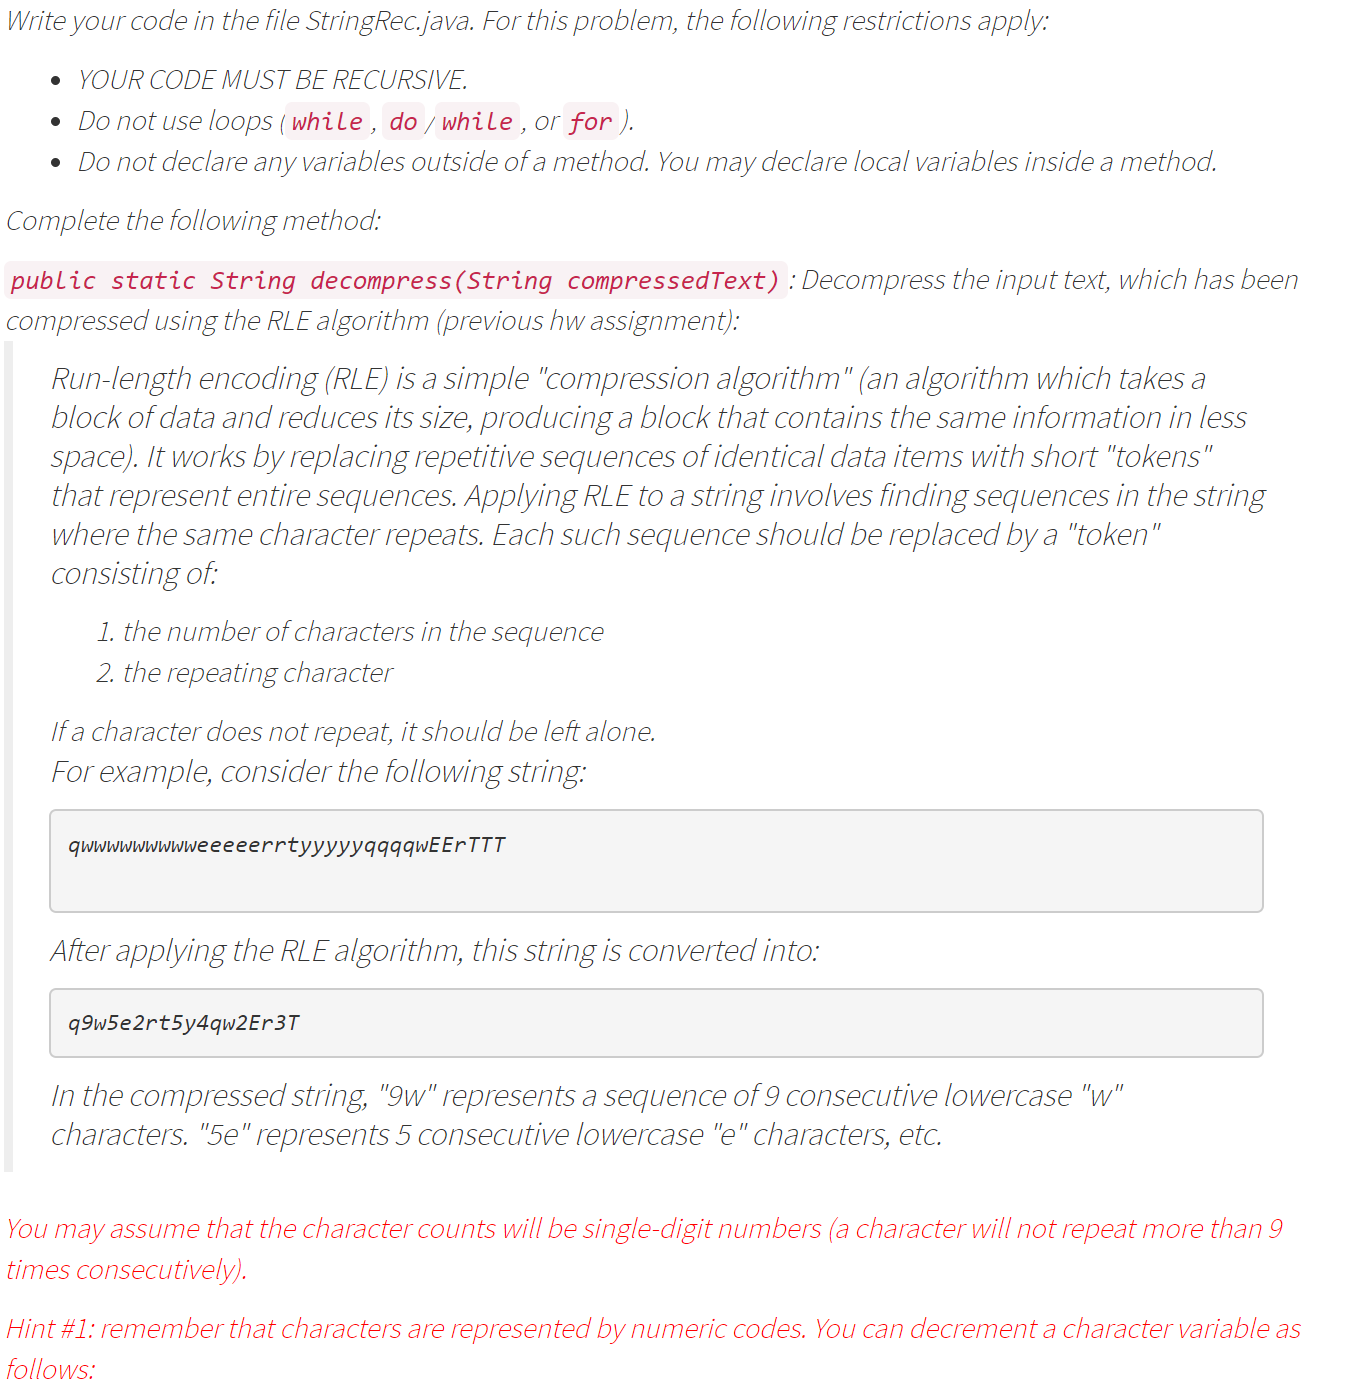 Write your code in the file StringRec.java. For this problem, the following restrictions apply:
• YOUR CODE MUST BE RECURSIVE.
• Do not use loops (while, do/while, or for).
• Do not declare any variables outside of a method. You may declare local variables inside a method.
Complete the following method:
public static String decompress(String compressedText): Decompress the input text, which has been
compressed using the RLE algorithm (previous hw assignment):
Run-length encoding (RLE) is a simple "compression algorithm" (an algorithm which takes a
block of data and reduces its size, producing a block that contains the same information in less
space). It works by replacing repetitive sequences of identical data items with short "tokens"
that represent entire sequences. Applying RLE to a string involves finding sequences in the string
where the same character repeats. Each such sequence should be replaced by a "token"
consisting of:
1. the number of characters in the sequence
2. the repeating character
If a character does not repeat, it should be left alone.
For example, consider the following string:
qwwwwwwwwweeeeerrtyyyyyqqqqwEErTTT
After applying the RLE algorithm, this string is converted into:
q9w5e2rt5y4qw2Er3T
In the compressed string, "9w" represents a sequence of 9 consecutive lowercase "w"
characters. "5e" represents 5 consecutive lowercase "e" characters, etc.
You may assume that the character counts will be single-digit numbers (a character will not repeat more than 9
times consecutively).
Hint #1: remember that characters are represented by numeric codes. You can decrement a character variable as
follows: